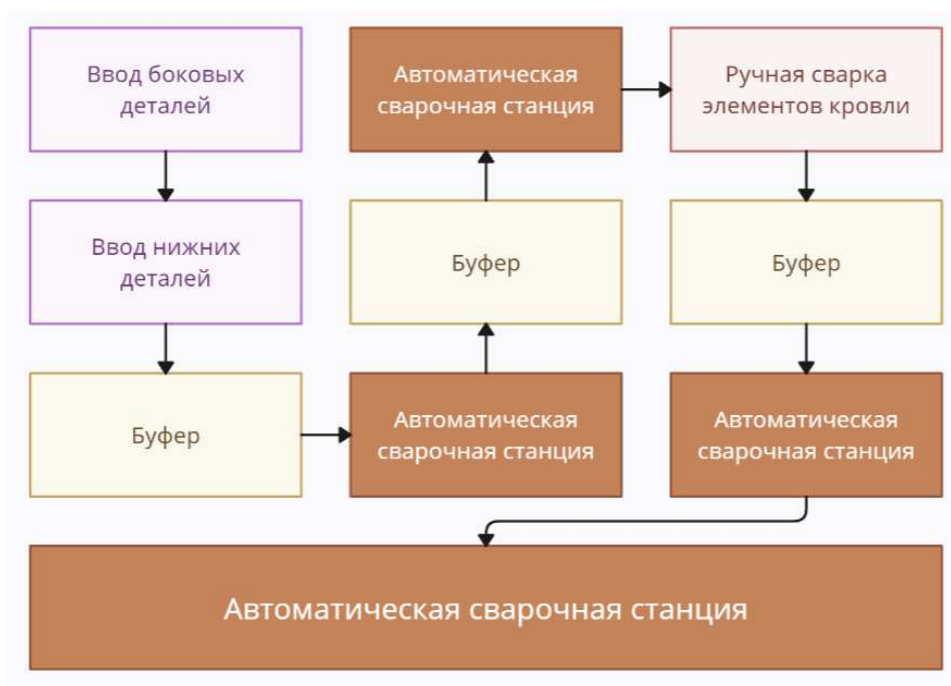 Ввод боковых
деталей
Ввод нижних
деталей
Буфер
Автоматическая
сварочная станция
Буфер
Автоматическая
сварочная станция
Ручная сварка
элементов кровли
Буфер
Автоматическая
сварочная станция
Автоматическая сварочная станция